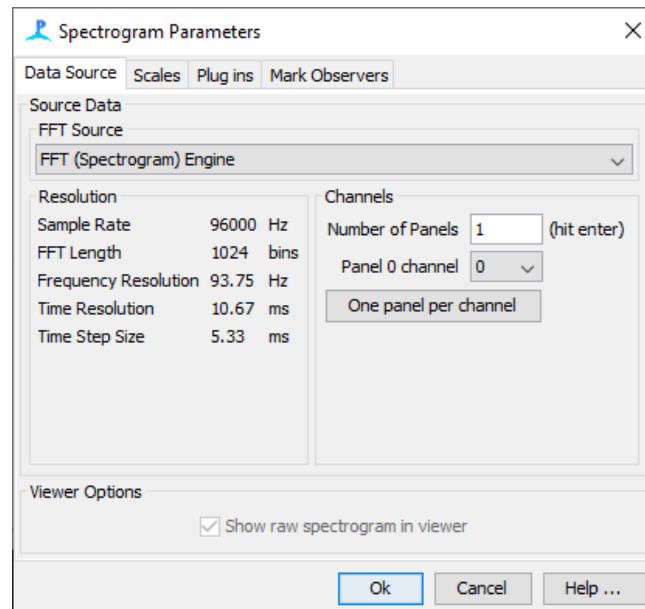 Spectrogram Parameters
Data Source Scales Plug ins Mark Observers
Source Data
FFT Source
FFT (Spectrogram) Engine
Resolution
Sample Rate 96000 Hz
FFT Length 1024 bins
Frequency Resolution 93.75 Hz
Time Resolution 10.67 ms
Time Step Size 5.33 ms
Channels
Number of Panels 1 (hit enter)
Panel 0 channel 0
One panel per channel
Viewer Options
Show raw spectrogram in viewer
Ok Cancel Help ...